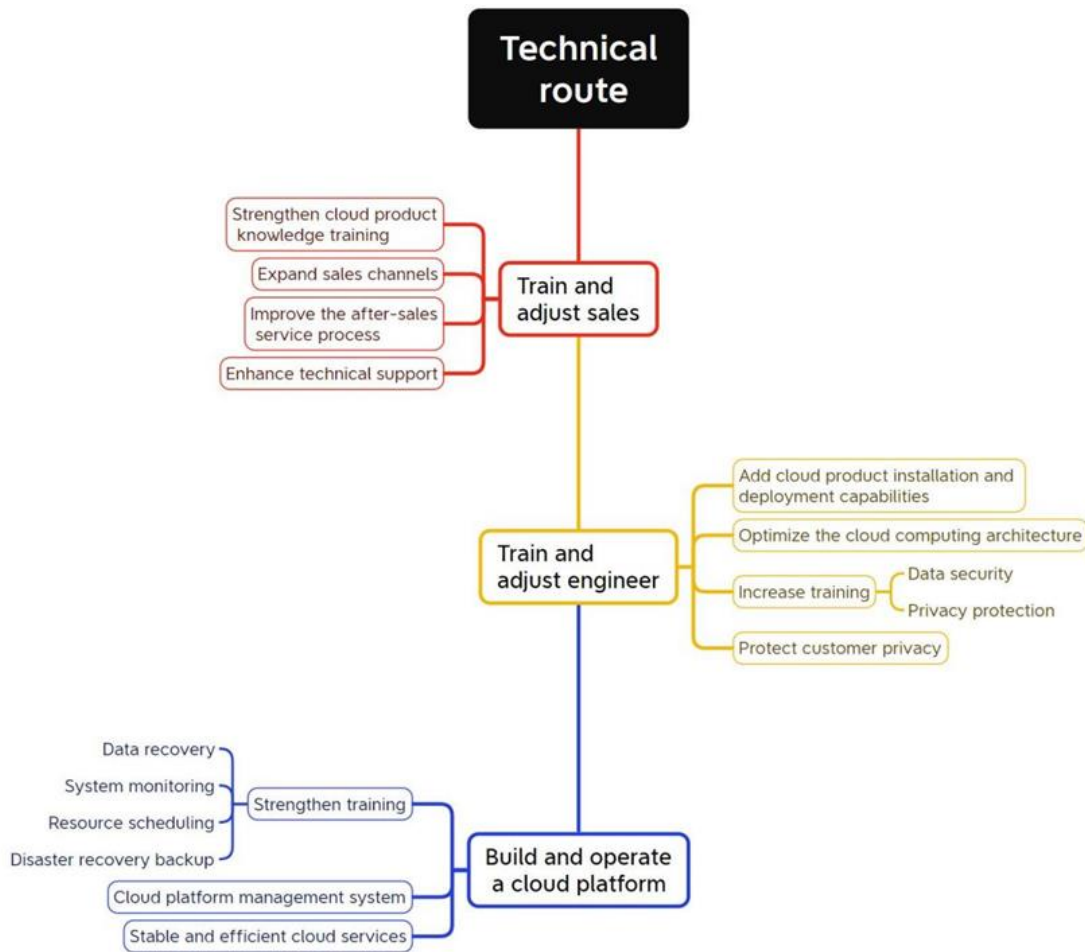 Technical
route
Strengthen cloud product
knowledge training
Expand sales channels
Improve the after-sales
service process
Enhance technical support
Train and
adjust sales
Train and
adjust engineer
Add cloud product installation and
deployment capabilities
Optimize the cloud computing architecture
Increase training
Data security
Privacy protection
Protect customer privacy
Data recovery
System monitoring
Resource scheduling
Disaster recovery backup
Strengthen training
Cloud platform management system
Stable and efficient cloud services
Build and operate
a cloud platform